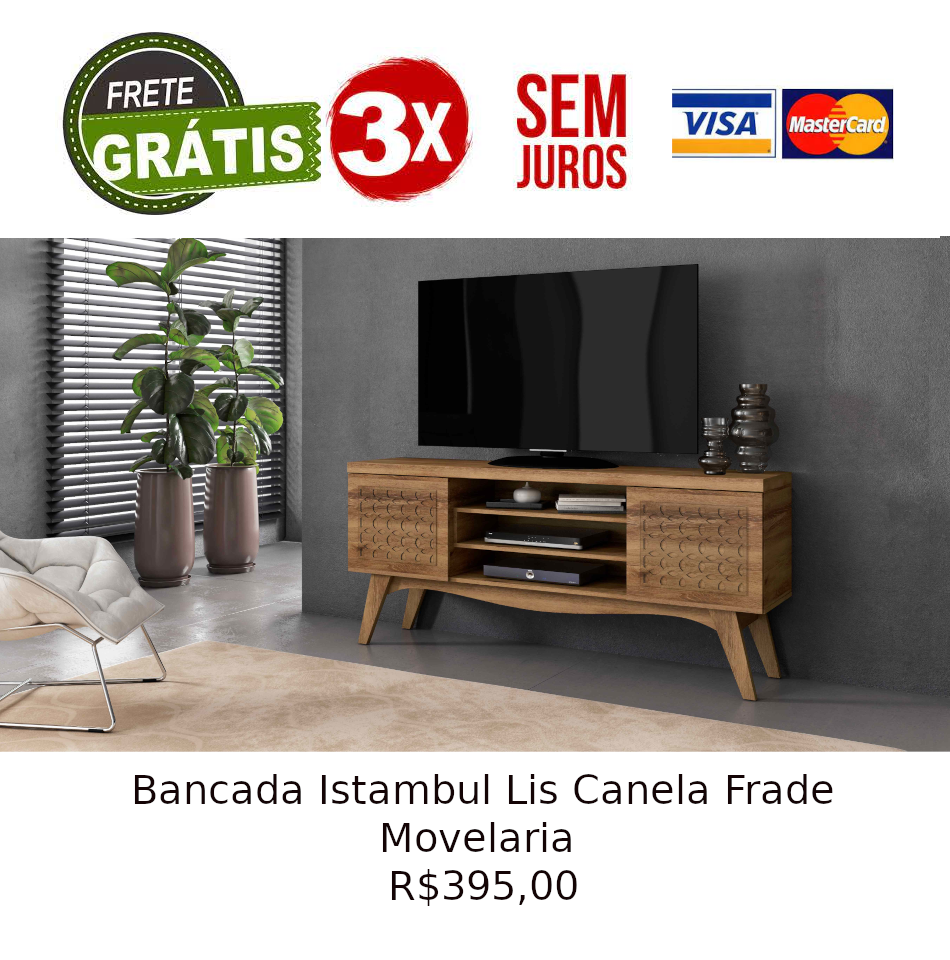 FRETE
GRÁTIS
3X
SEM
JUROS
VISA
MasterCard
Bancada Istambul Lis Canela Frade
Movelaria
R$395,00